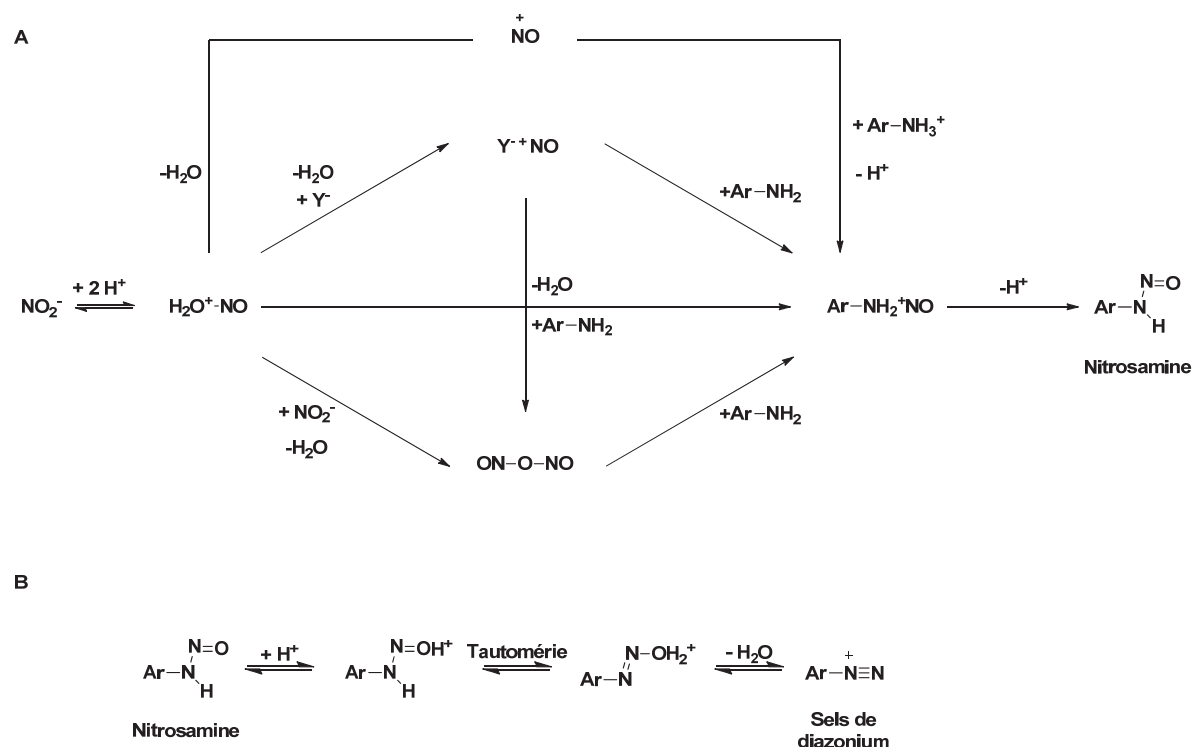 A
+
NO
+ Ar–NH₃⁺
Y⁻⁺NO
-H₂O
-H₂O
+ Y⁻
- H⁺
+Ar–NH₂
NO₂⁻
+ 2 H⁺
H₂O⁺-NO
-H₂O
+Ar–NH₂
Ar–NH₂⁺NO
-H⁺
N=O
Ar–N
H
Nitrosamine
+ NO₂⁻
-H₂O
+Ar–NH₂
ON–O–NO
B
N=O
Ar–N
H
Nitrosamine
+ H⁺
N=OH⁺
Ar–N
H
Tautomérie
N–OH₂⁺
Ar–N
- H₂O
+
Ar–N≡N
Sels de
diazonium